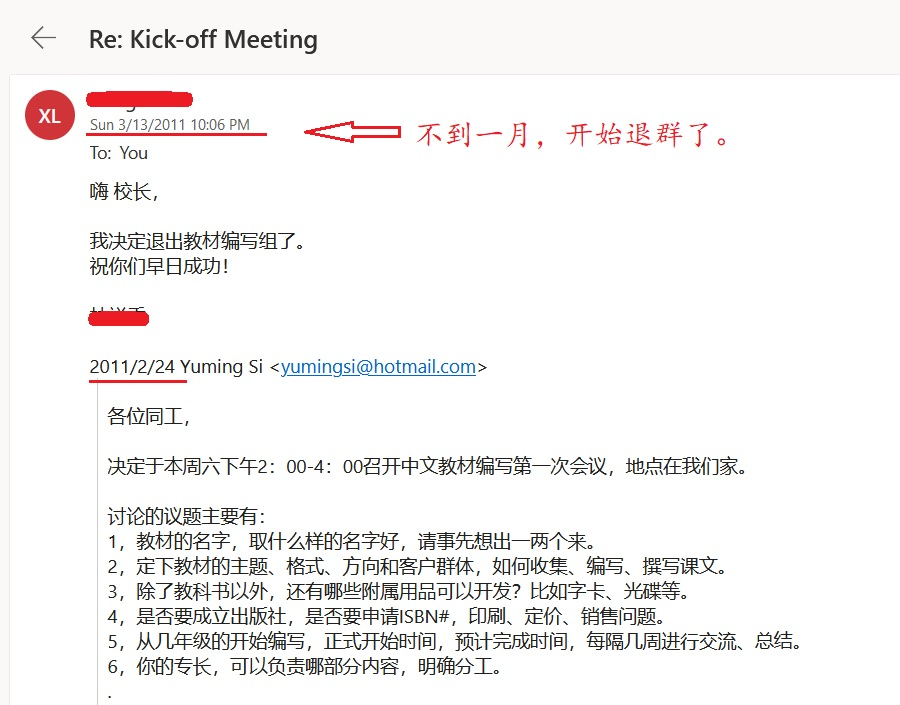 Re: Kick-off Meeting
XL
Sun 3/13/2011 10:06 PM
不到一月，开始退群了。
To: You
嗨 校长，
我决定退出教材编写组了。
祝你们早日成功！
2011/2/24 Yuming Si <yumingsi@hotmail.com>
各位同工，
决定于本周六下午2：00-4：00召开中文教材编写第一次会议，地点在我们家。
讨论的议题主要有：
1，教材的名字，取什么样的名字好，请事先想出一两个来。
2，定下教材的主题、格式、方向和客户群体，如何收集、编写、撰写课文。
3，除了教科书以外，还有哪些附属用品可以开发？比如字卡、光碟等。
4，是否要成立出版社，是否要申请ISBN#，印刷、定价、销售问题。
5，从几年级的开始编写，正式开始时间，预计完成时间，每隔几周进行交流、总结。
6，你的专长，可以负责哪部分内容，明确分工。
.